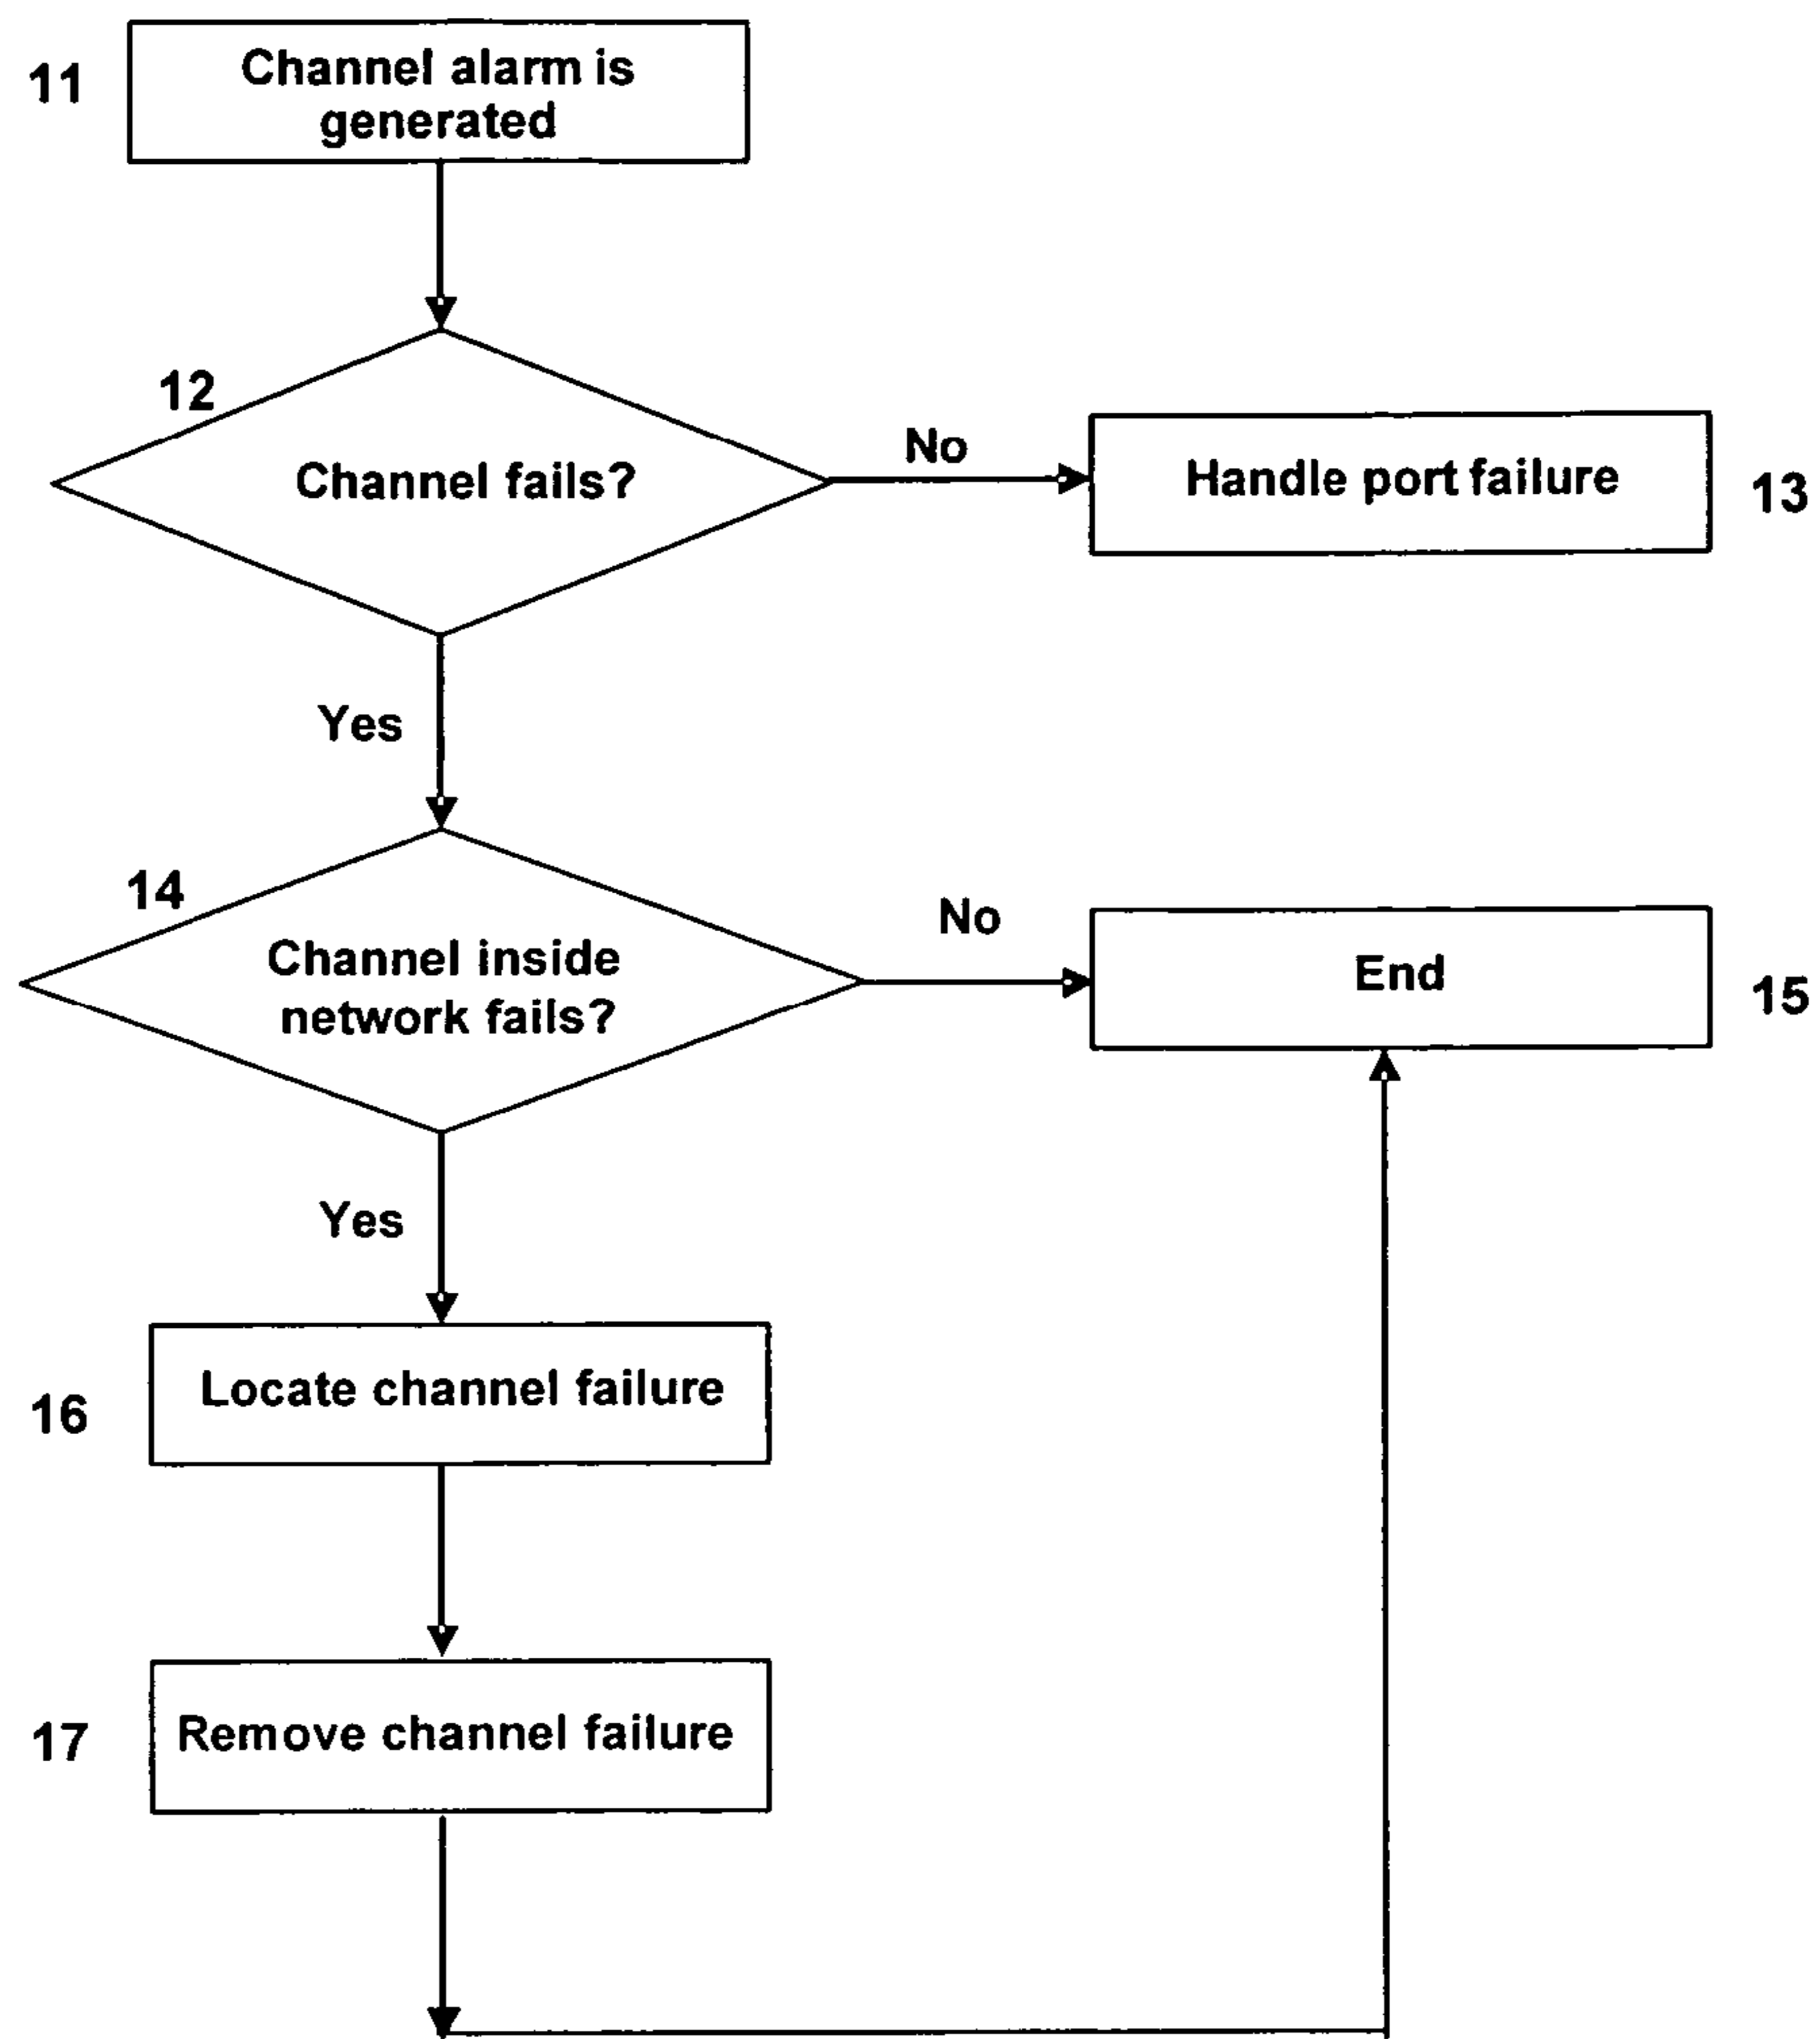 11
Channel alarm is
generated
12
Channel fails?
No
Handle port failure
13
Yes
14
Channel inside
network fails?
No
End
15
Yes
16
Locate channel failure
17
Remove channel failure